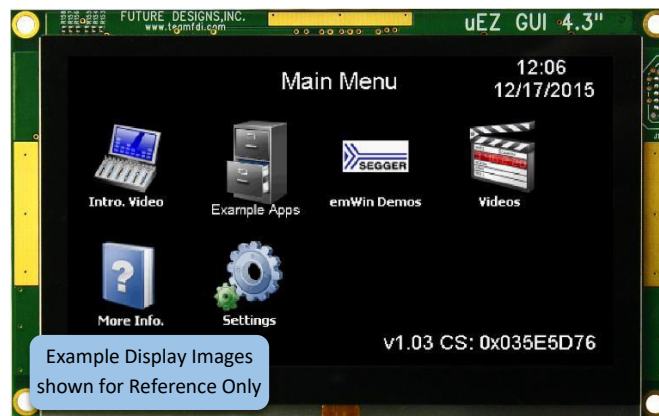 FUTURE DESIGNS,INC.
www.teamfdi.com
uEZ GUI 4.3"
Main Menu
12:06
12/17/2015
SEGGER
Intro. Video
Example Apps
emWin Demos
Videos
?
More Info.
Settings
v1.03 CS: 0x035E5D76
Example Display Images
shown for Reference Only